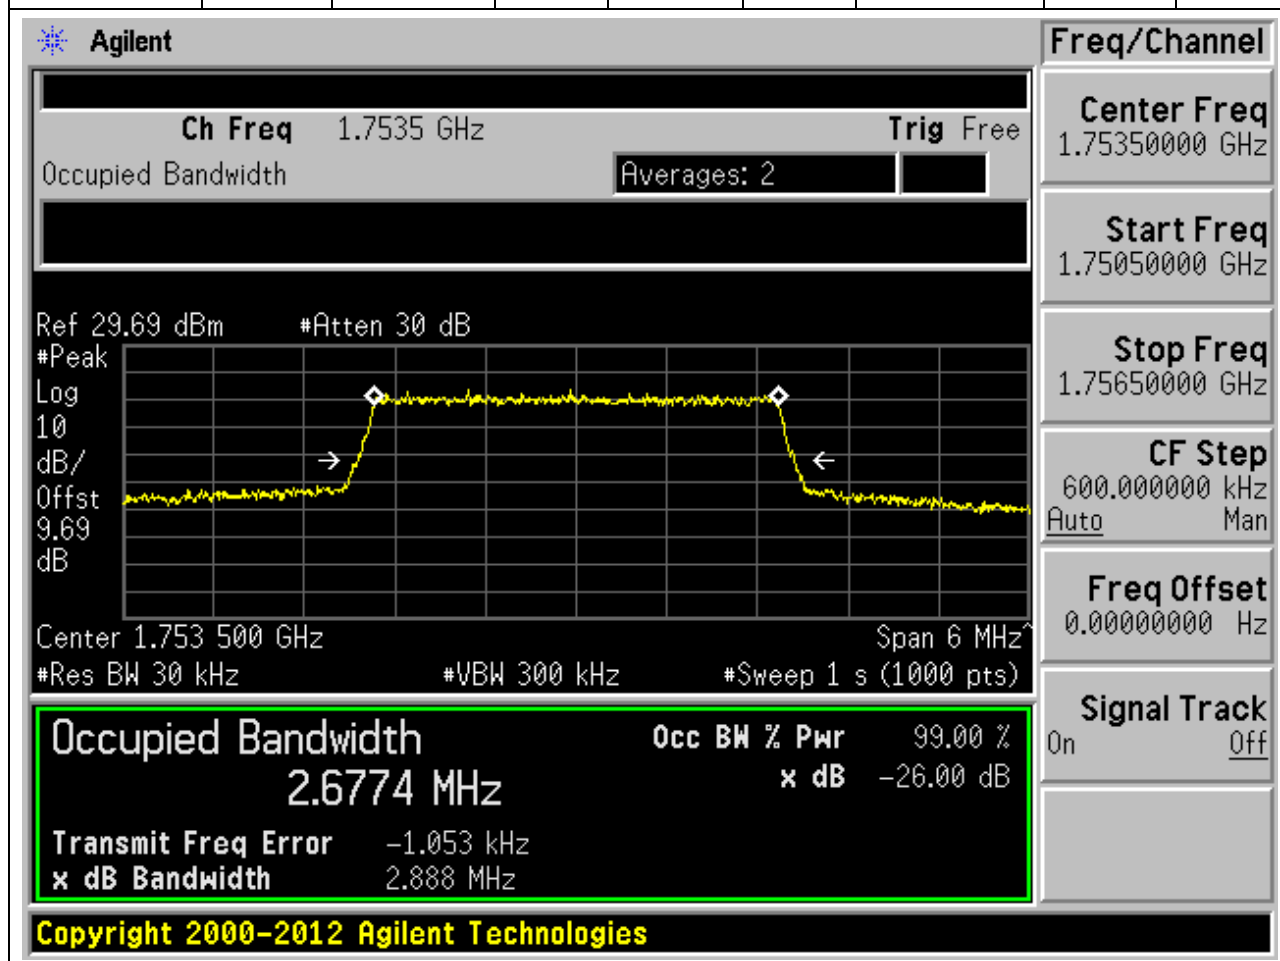 Agilent
Freq/Channel
Ch Freq 1.7535 GHz Trig Free
Occupied Bandwidth Averages: 2
Center Freq
1.75350000 GHz
Start Freq
1.75050000 GHz
Stop Freq
1.75650000 GHz
CF Step
600.000000 kHz
Auto Man
Freq Offset
0.00000000 Hz
Signal Track
On Off
Ref 29.69 dBm #Atten 30 dB
#Peak
Log
10
dB/
Offst
9.69
dB
Center 1.753 500 GHz Span 6 MHz^
#Res BW 30 kHz #VBW 300 kHz #Sweep 1 s (1000 pts)
Occupied Bandwidth Occ BW % Pwr 99.00 %
2.6774 MHz x dB -26.00 dB
Transmit Freq Error -1.053 kHz
x dB Bandwidth 2.888 MHz
Copyright 2000-2012 Agilent Technologies